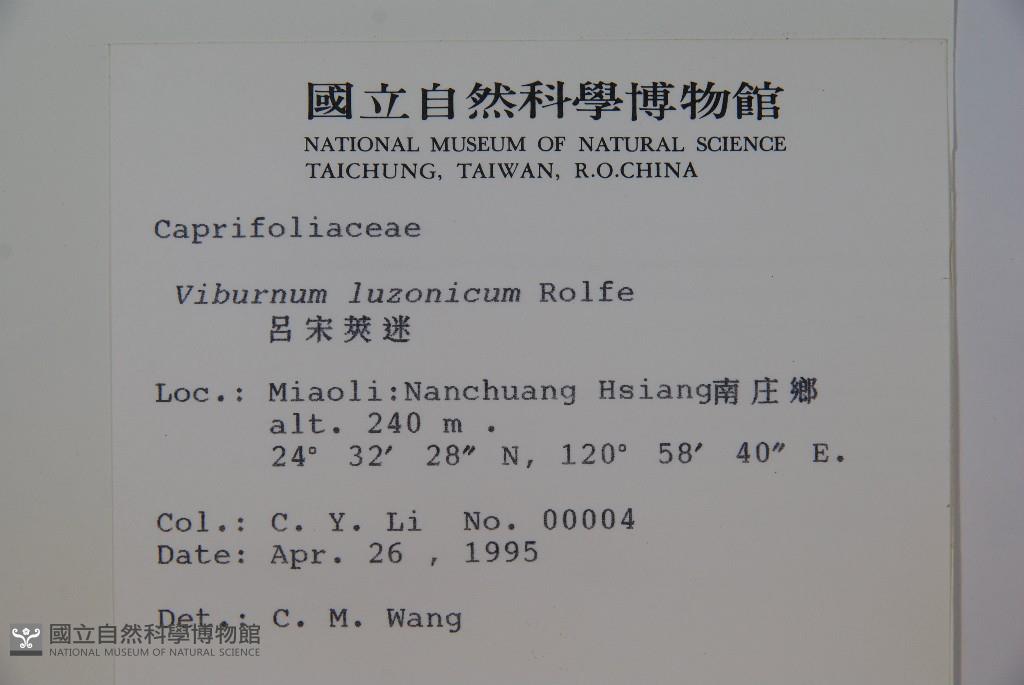 國立自然科學博物館
NATIONAL MUSEUM OF NATURAL SCIENCE
TAICHUNG, TAIWAN, R.O.CHINA
Caprifoliaceae
Viburnum luzonicum Rolfe
呂宋莢迷
Loc.: Miaoli:Nanchuang Hsiang南庄鄉
alt. 240 m .
24° 32′ 28″ N, 120° 58′ 40″ E.
Col.: C. Y. Li No. 00004
Date: Apr. 26 , 1995
Det.: C. M. Wang
國立自然科學博物館
NATIONAL MUSEUM OF NATURAL SCIENCE